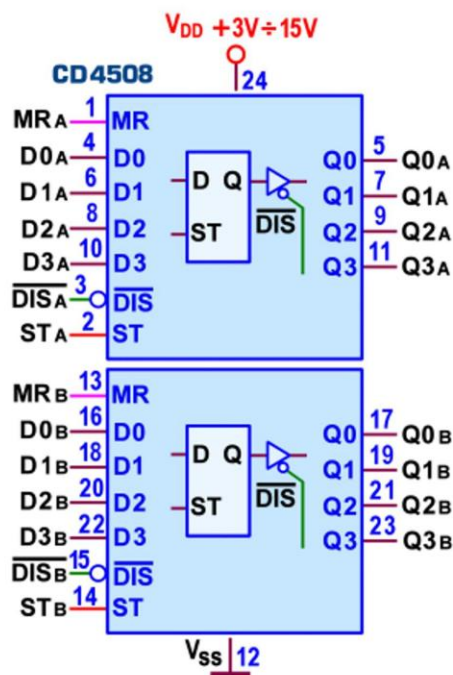 VDD +3V÷15V
CD4508
24
MRA 1 MR
D0A 4 D0 Q0 5 Q0A
D1A 6 D1 D Q Q1 7 Q1A
D2A 8 D2 ST DIS Q2 9 Q2A
D3A 10 D3 Q3 11 Q3A
DISA 3 DIS
STA 2 ST
MRB 13 MR
D0B 16 D0 Q0 17 Q0B
D1B 18 D1 D Q Q1 19 Q1B
D2B 20 D2 ST DIS Q2 21 Q2B
D3B 22 D3 Q3 23 Q3B
DISB 15 DIS
STB 14 ST
VSS 12